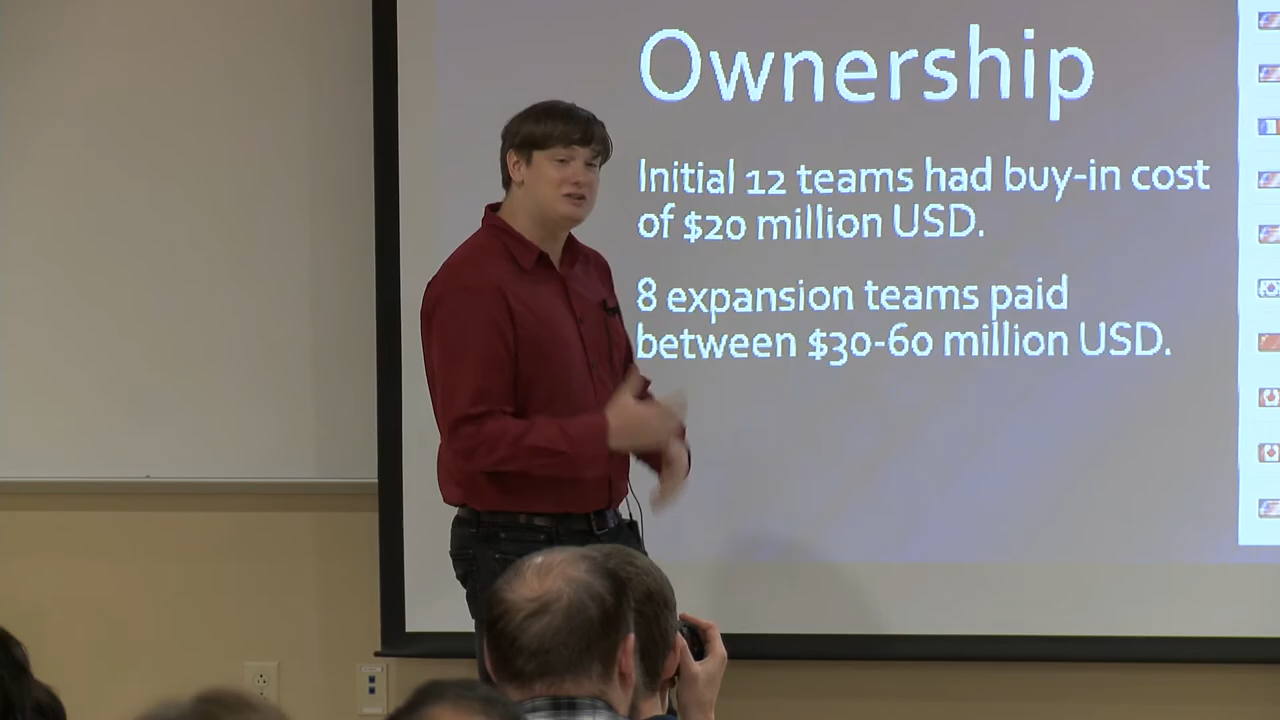 Ownership
Initial 12 teams had buy-in cost
of $20 million USD.
8 expansion teams paid
between $30-60 million USD.